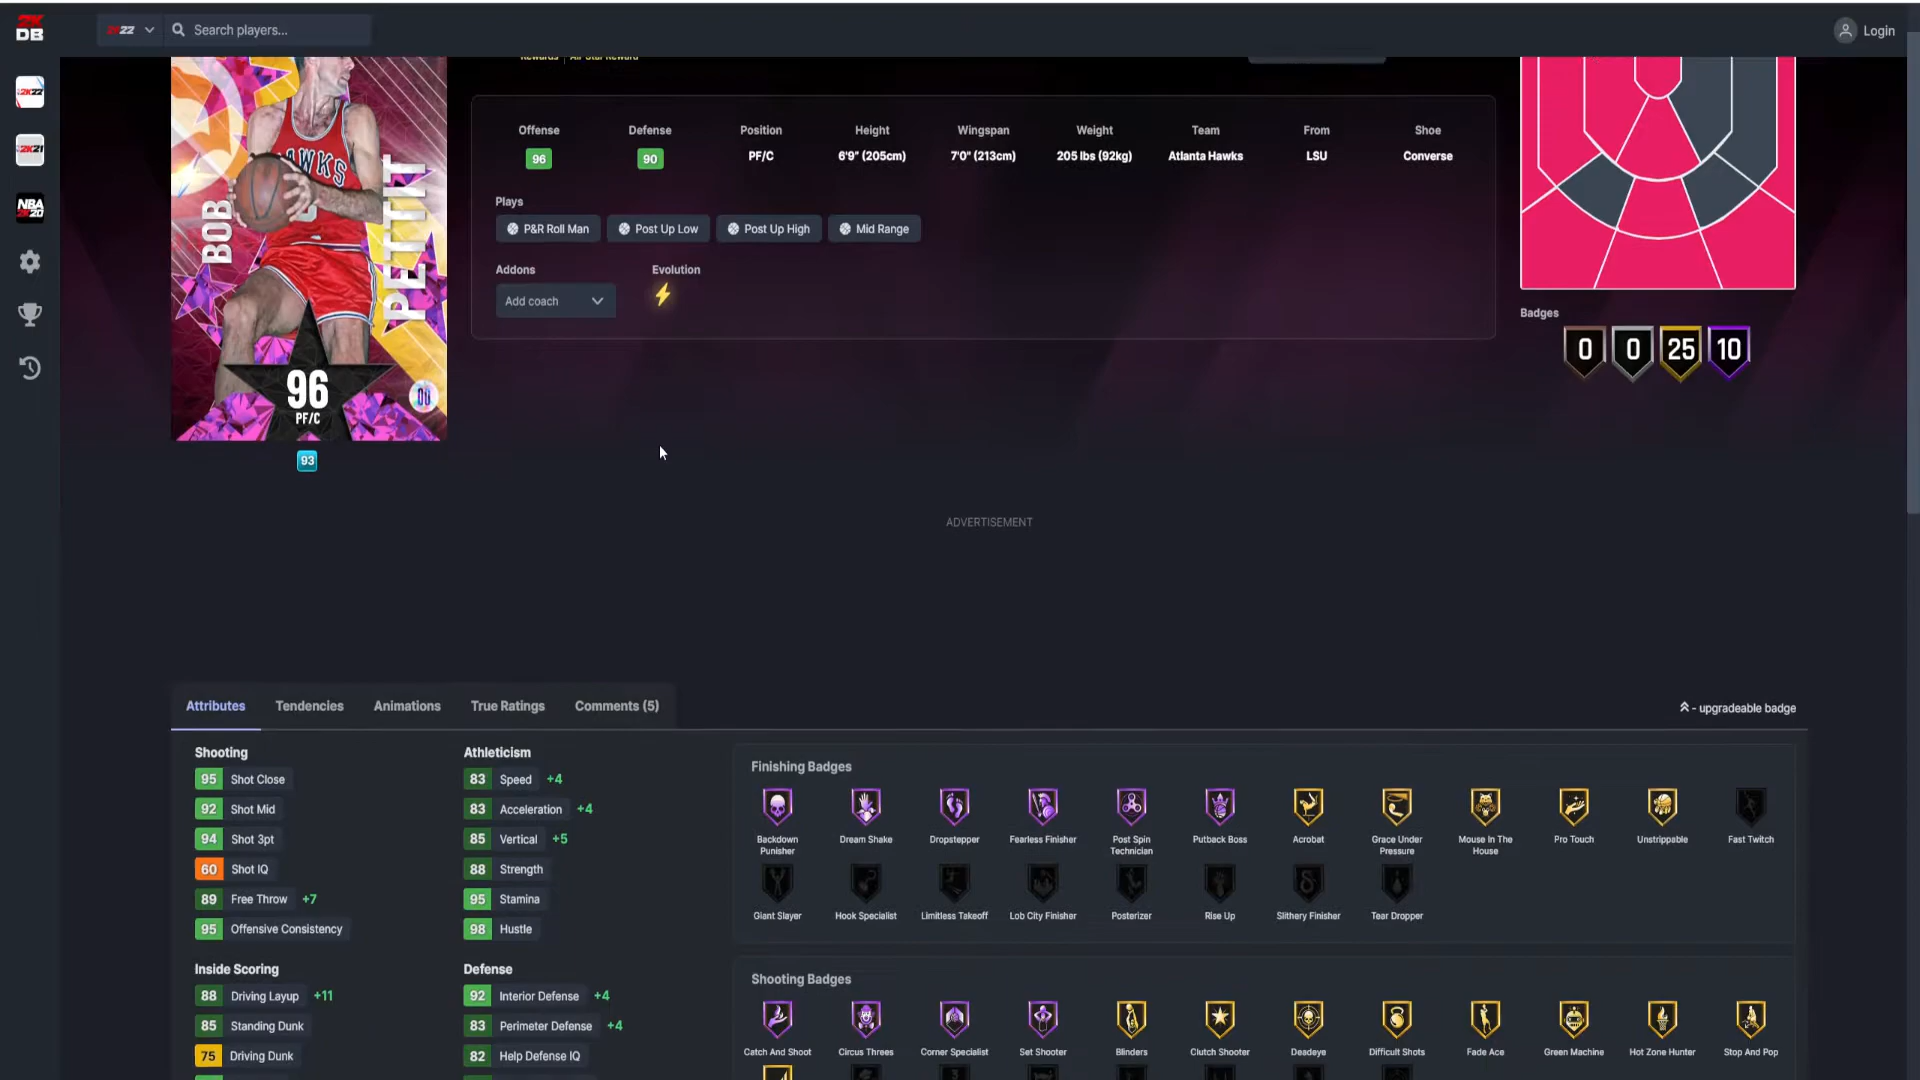 2K
DB
2K22
Search players...
Login
2K22
2K21
NBA
2K20
Rewards | All-Star Reward
HAWKS
BOB
PETTIT
96
PF/C
93
Offense
Defense
Position
Height
Wingspan
Weight
Team
From
Shoe
96
90
PF/C
6'9" (205cm)
7'0" (213cm)
205 lbs (92kg)
Atlanta Hawks
LSU
Converse
Plays
P&R Roll Man
Post Up Low
Post Up High
Mid Range
Addons
Evolution
Add coach
Badges
0 0 25 10
ADVERTISEMENT
Attributes
Tendencies
Animations
True Ratings
Comments (5)
- upgradeable badge
Shooting
95 Shot Close
92 Shot Mid
94 Shot 3pt
60 Shot IQ
89 Free Throw +7
95 Offensive Consistency
Inside Scoring
88 Driving Layup +11
85 Standing Dunk
75 Driving Dunk
Athleticism
83 Speed +4
83 Acceleration +4
85 Vertical +5
88 Strength
95 Stamina
98 Hustle
Defense
92 Interior Defense +4
83 Perimeter Defense +4
82 Help Defense IQ
Finishing Badges
Backdown
Punisher
Dream Shake
Dropstepper
Fearless Finisher
Post Spin
Technician
Putback Boss
Acrobat
Grace Under
Pressure
Mouse In The
House
Pro Touch
Unstrippable
Fast Twitch
Giant Slayer
Hook Specialist
Limitless Takeoff
Lob City Finisher
Posterizer
Rise Up
Slithery Finisher
Tear Dropper
Shooting Badges
Catch And Shoot
Circus Threes
Corner Specialist
Set Shooter
Blinders
Clutch Shooter
Deadeye
Difficult Shots
Fade Ace
Green Machine
Hot Zone Hunter
Stop And Pop